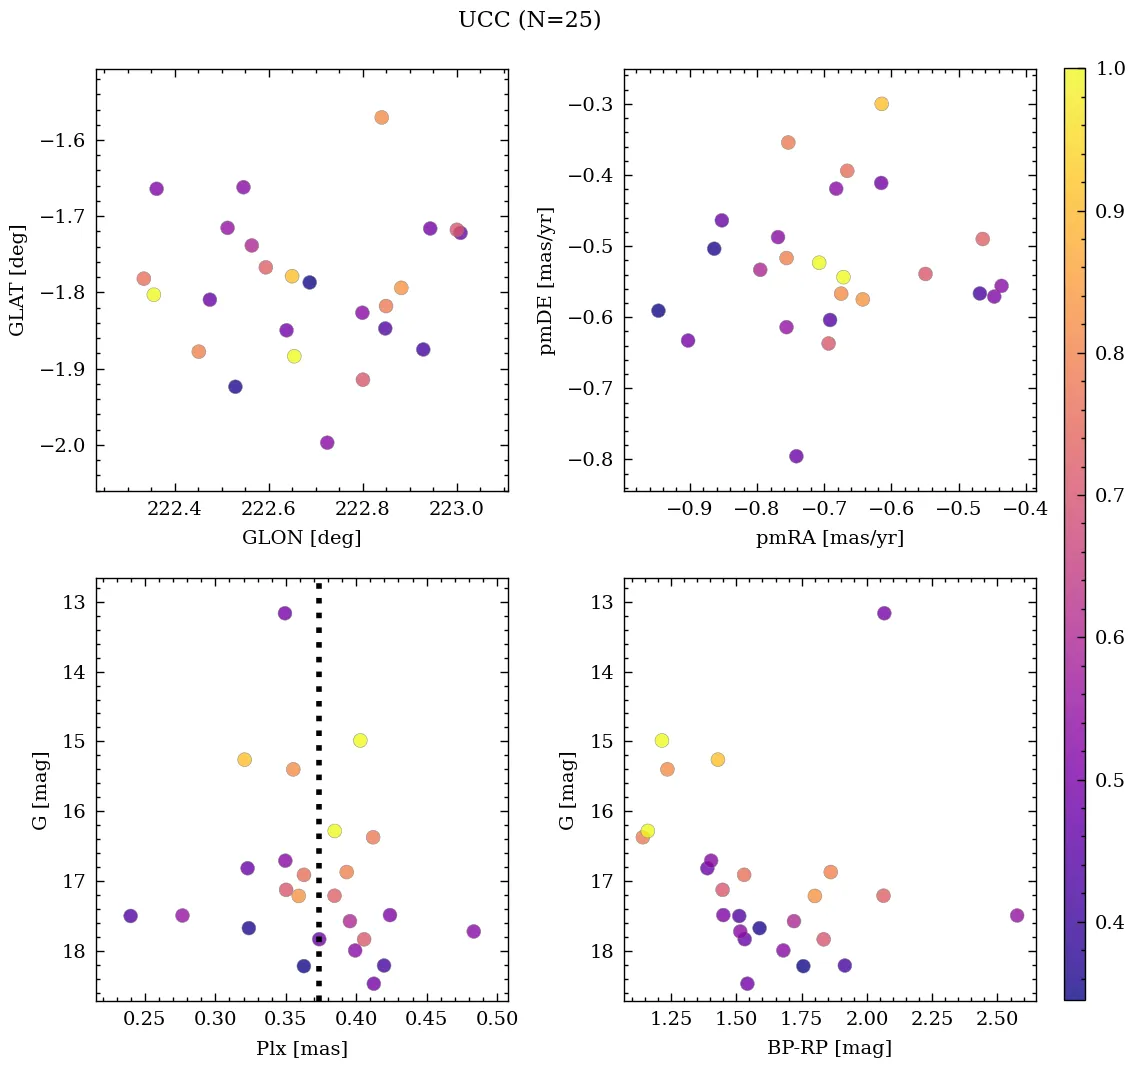 UCC (N=25)
−1.6
−1.7
−1.8
−1.9
−2.0
GLAT [deg]
222.4 222.6 222.8 223.0
GLON [deg]
−0.3
−0.4
−0.5
−0.6
−0.7
−0.8
pmDE [mas/yr]
−0.9 −0.8 −0.7 −0.6 −0.5 −0.4
pmRA [mas/yr]
13
14
15
16
17
18
G [mag]
0.25 0.30 0.35 0.40 0.45 0.50
Plx [mas]
13
14
15
16
17
18
G [mag]
1.25 1.50 1.75 2.00 2.25 2.50
BP-RP [mag]
1.0
0.9
0.8
0.7
0.6
0.5
0.4